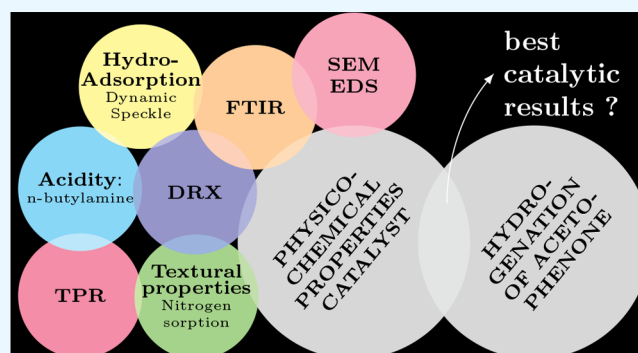 Hydro-
Adsorption
Dynamic
Speckle
FTIR
SEM
EDS
best
catalytic
results ?
Acidity:
n-butylamine
DRX
TPR
Textural
properties
Nitrogen
sorption
PHYSICO-
CHEMICAL
PROPERTIES
CATALYST
HYDRO-
GENATION
OF ACETO-
PHENONE